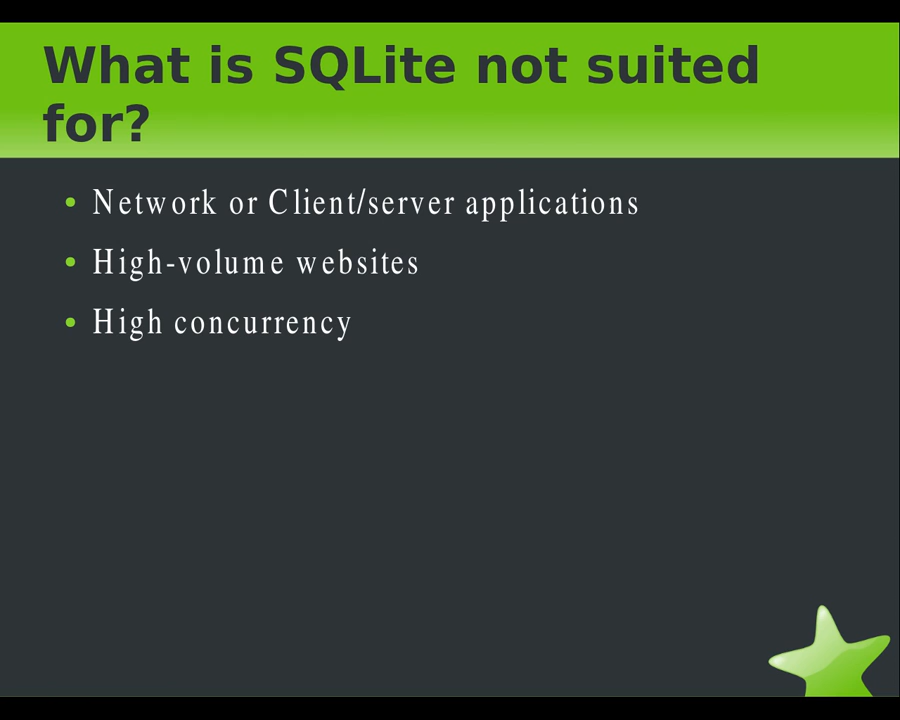 What is SQLite not suited
for?
• Network or Client/server applications
• High-volume websites
• High concurrency